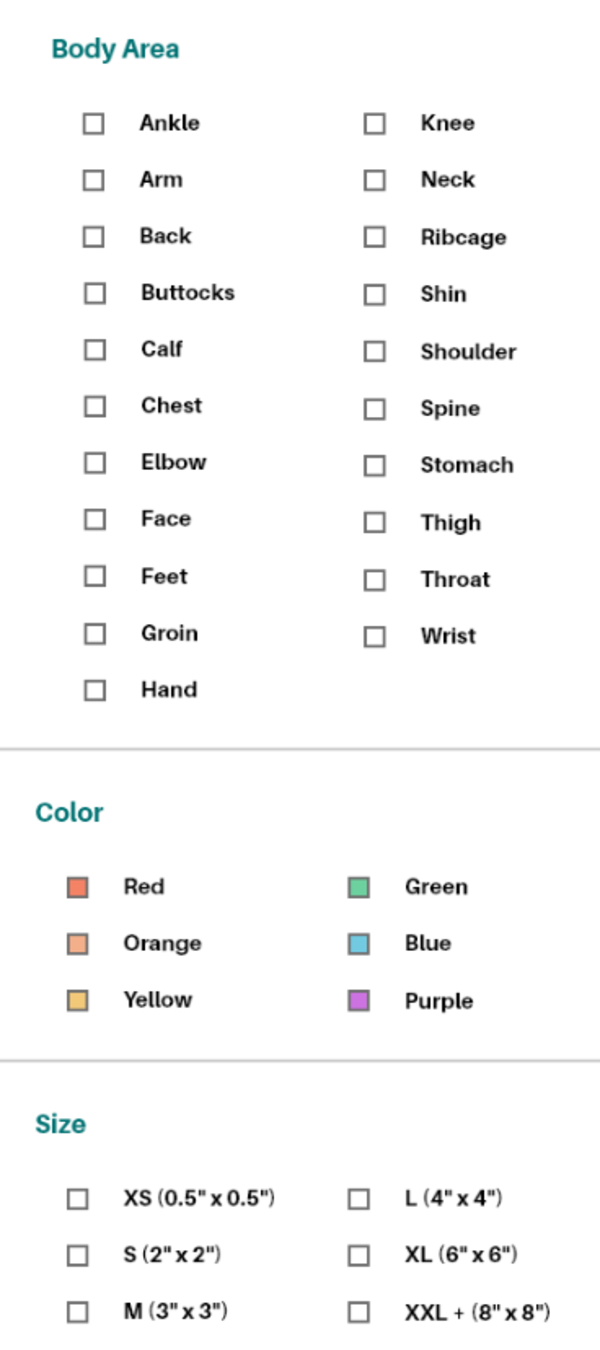 Body Area
Ankle
Arm
Back
Buttocks
Calf
Chest
Elbow
Face
Feet
Groin
Hand
Knee
Neck
Ribcage
Shin
Shoulder
Spine
Stomach
Thigh
Throat
Wrist
Color
Red
Orange
Yellow
Green
Blue
Purple
Size
XS (0.5" x 0.5")
S (2" x 2")
M (3" x 3")
L (4" x 4")
XL (6" x 6")
XXL + (8" x 8")